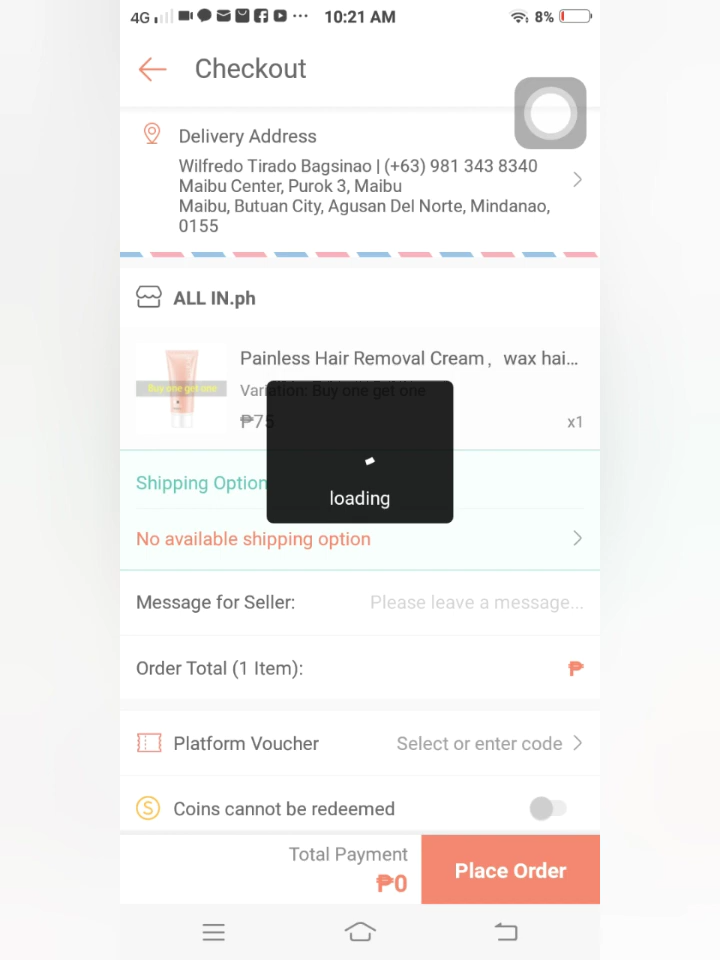 4G 10:21 AM 8%
Checkout
Delivery Address
Wilfredo Tirado Bagsinao | (+63) 981 343 8340
Maibu Center, Purok 3, Maibu
Maibu, Butuan City, Agusan Del Norte, Mindanao,
0155
ALL IN.ph
Painless Hair Removal Cream，wax hai...
Buy one get one
Variation: Buy one get one
₱75
x1
Shipping Option
loading
No available shipping option
Message for Seller: Please leave a message...
Order Total (1 Item): ₱
Platform Voucher Select or enter code
Coins cannot be redeemed
Total Payment
₱0
Place Order